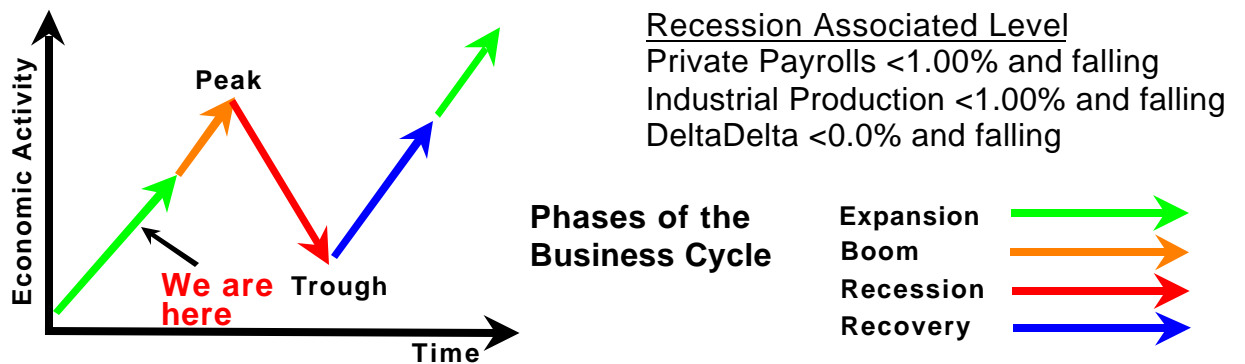 Recession Associated Level
Private Payrolls <1.00% and falling
Industrial Production <1.00% and falling
DeltaDelta <0.0% and falling
Economic Activity
Peak
We are
here
Trough
Time
Phases of the
Business Cycle
Expansion
Boom
Recession
Recovery